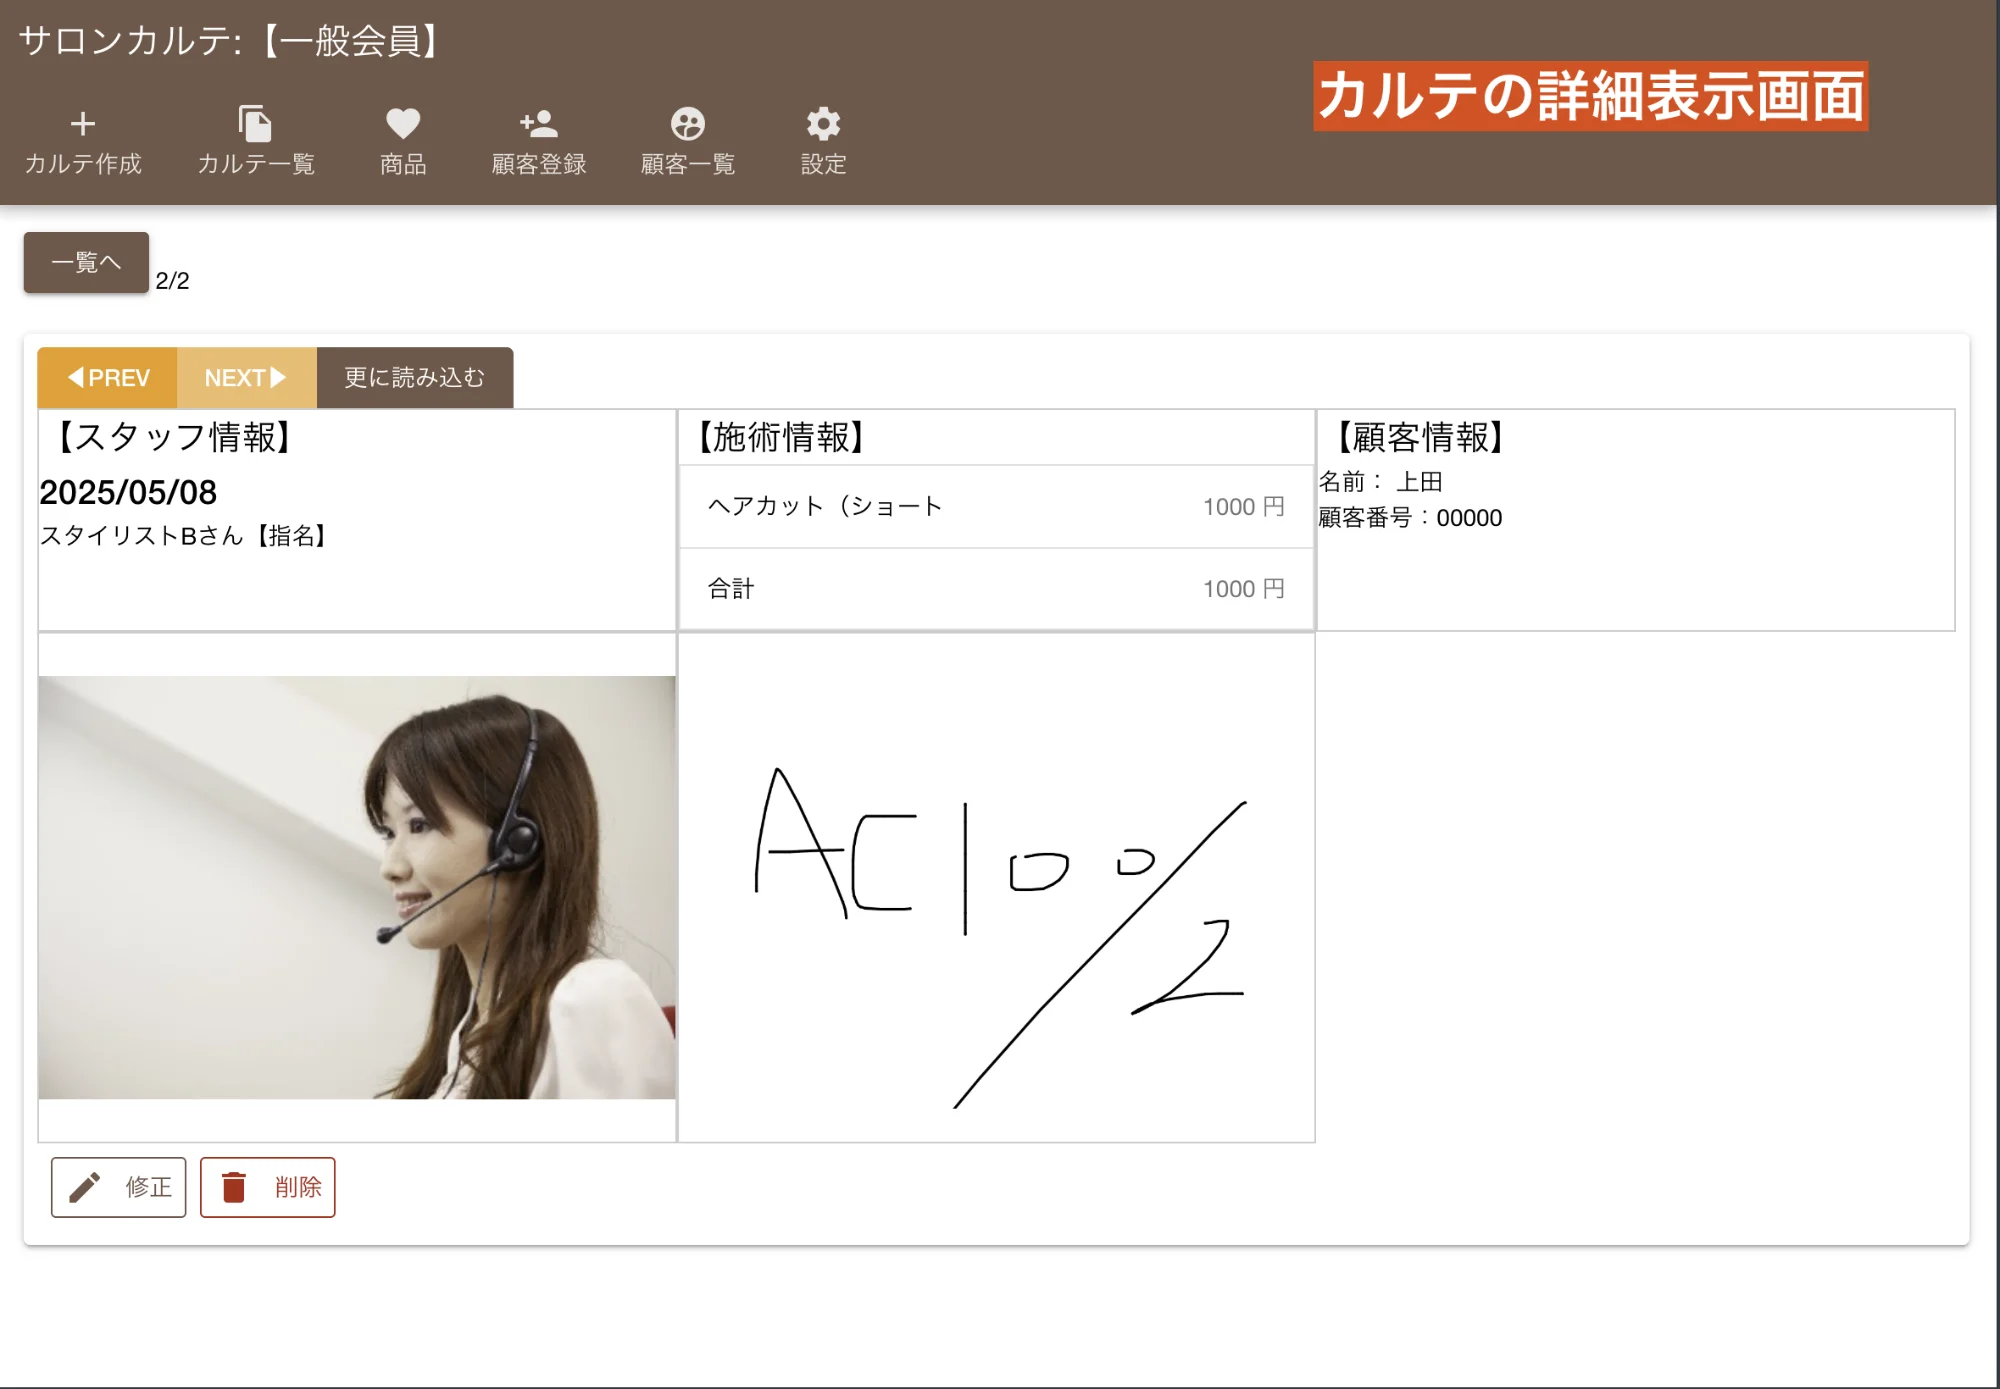 サロンカルテ:【一般会員】
カルテの詳細表示画面
カルテ作成
カルテ一覧
商品
顧客登録
顧客一覧
設定
一覧へ
2/2
◀PREV
NEXT▶
更に読み込む
【スタッフ情報】
2025/05/08
スタイリストBさん【指名】
【施術情報】
ヘアカット（ショート 1000 円
合計 1000 円
【顧客情報】
名前： 上田
顧客番号：00000
AC100/2
修正
削除